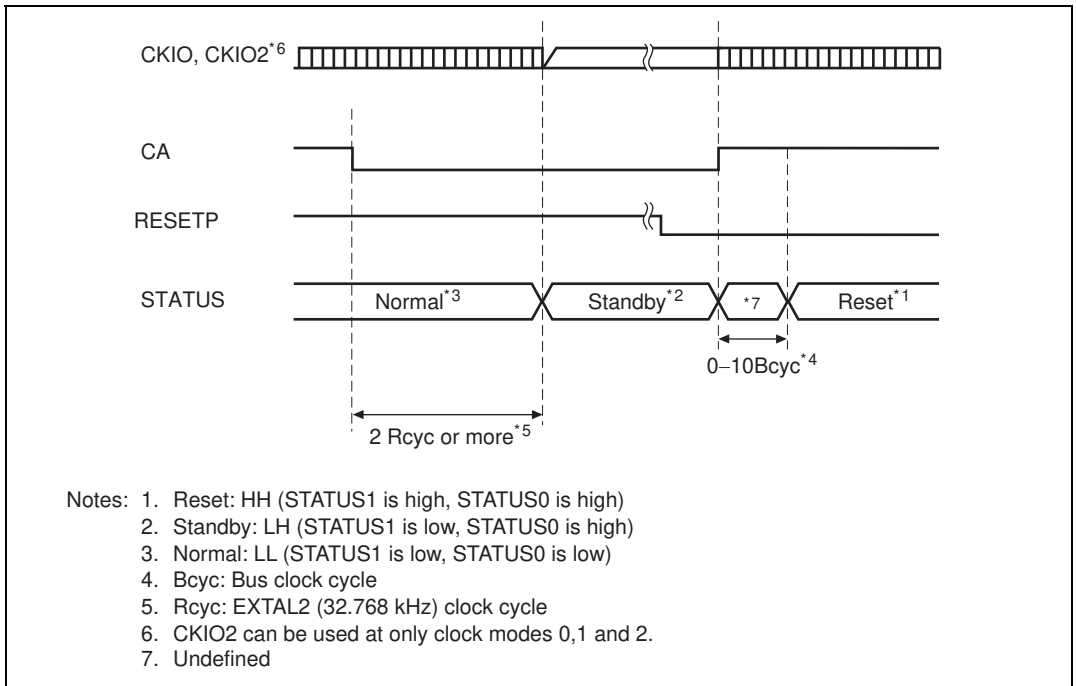 CKIO, CKIO2*6
CA
RESETP
STATUS
Normal*3
Standby*2
*7
Reset*1
0–10Bcyc*4
2 Rcyc or more*5
Notes: 1. Reset: HH (STATUS1 is high, STATUS0 is high)
2. Standby: LH (STATUS1 is low, STATUS0 is high)
3. Normal: LL (STATUS1 is low, STATUS0 is low)
4. Bcyc: Bus clock cycle
5. Rcyc: EXTAL2 (32.768 kHz) clock cycle
6. CKIO2 can be used at only clock modes 0,1 and 2.
7. Undefined